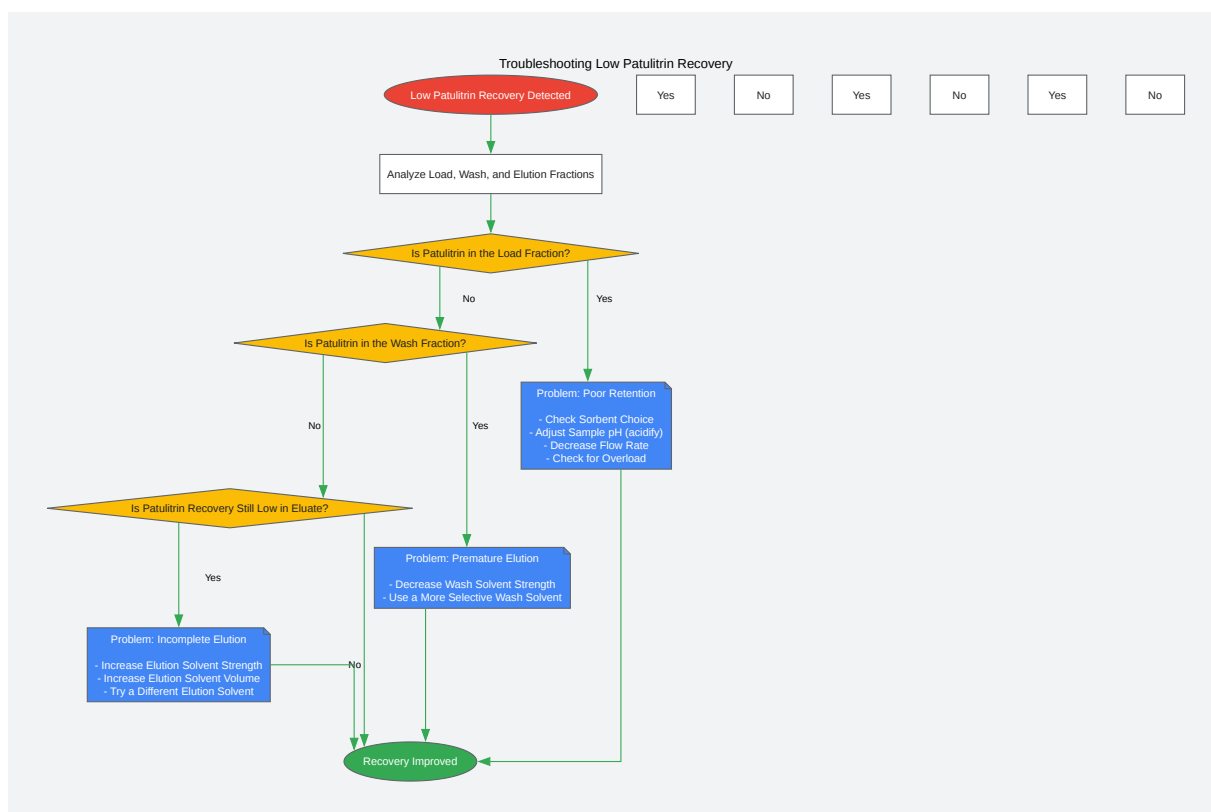 Troubleshooting Low Patulitrin Recovery
Low Patulitrin Recovery Detected
Yes
No
Yes
No
Yes
No
Analyze Load, Wash, and Elution Fractions
Is Patulitrin in the Load Fraction?
No
Yes
Is Patulitrin in the Wash Fraction?
Problem: Poor Retention
- Check Sorbent Choice
- Adjust Sample pH (acidify)
- Decrease Flow Rate
- Check for Overload
No
Yes
Is Patulitrin Recovery Still Low in Eluate?
Problem: Premature Elution
- Decrease Wash Solvent Strength
- Use a More Selective Wash Solvent
Yes
Problem: Incomplete Elution
- Increase Elution Solvent Strength
- Increase Elution Solvent Volume
- Try a Different Elution Solvent
No
Recovery Improved